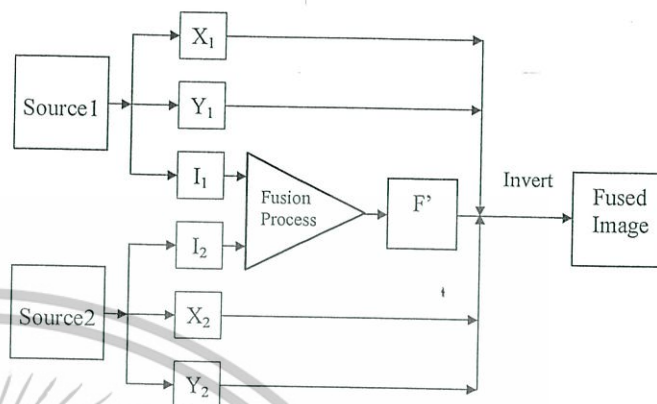 X₁
Source1
Y₁
I₁
Fusion
Process
F’
Invert
Fused
Image
I₂
Source2
X₂
Y₂